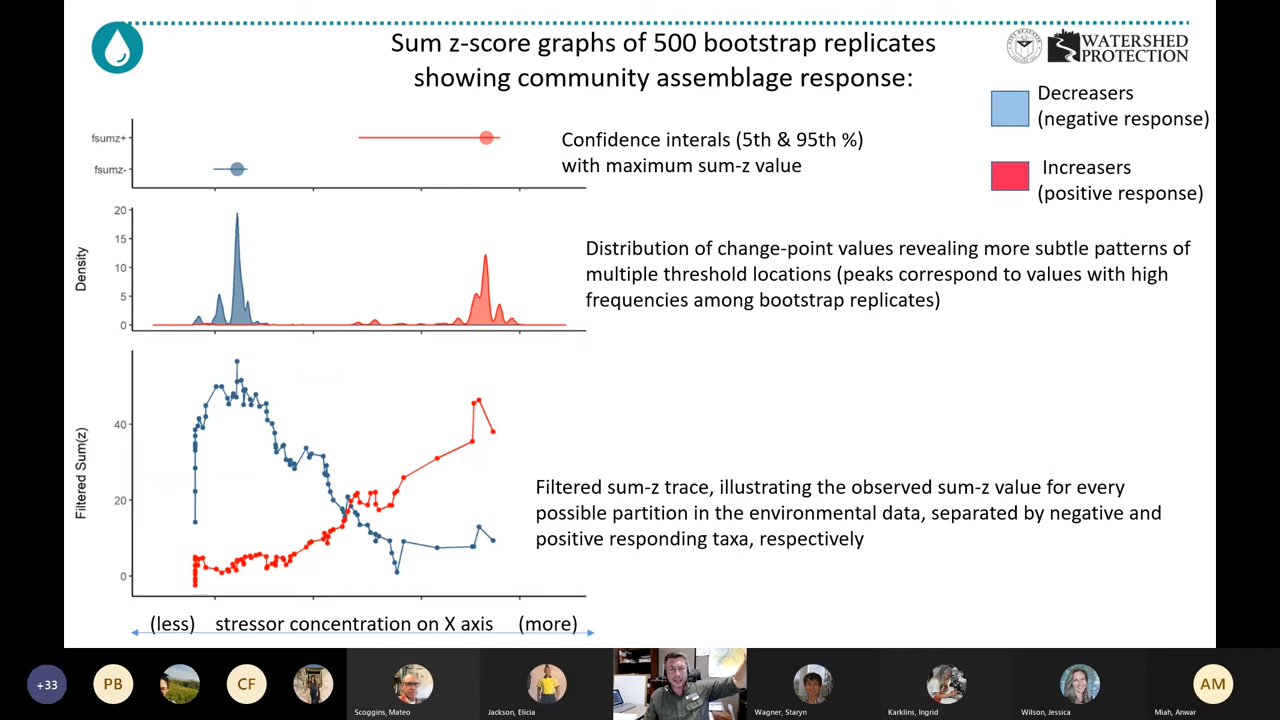 Sum z-score graphs of 500 bootstrap replicates
showing community assemblage response:
WATERSHED
PROTECTION
Decreasers
(negative response)
Increasers
(positive response)
fsumz+
fsumz-
Confidence interals (5th & 95th %)
with maximum sum-z value
20
15
10
5
0
Density
Distribution of change-point values revealing more subtle patterns of
multiple threshold locations (peaks correspond to values with high
frequencies among bootstrap replicates)
40
20
0
Filtered Sum(z)
Filtered sum-z trace, illustrating the observed sum-z value for every
possible partition in the environmental data, separated by negative and
positive responding taxa, respectively
(less) stressor concentration on X axis (more)
+33
PB
CF
Scoggins, Mateo
Jackson, Elicia
Wagner, Staryn
Karklins, Ingrid
Wilson, Jessica
AM
Miah, Anwar